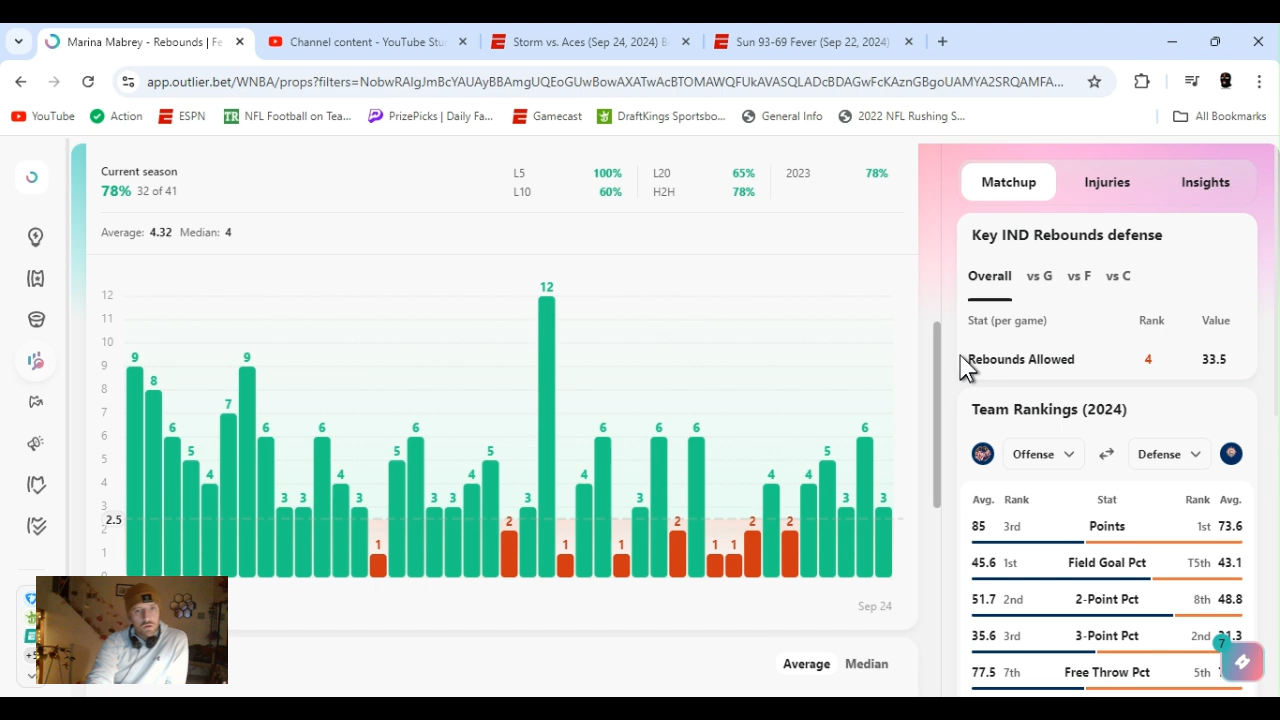 Marina Mabrey - Rebounds | Fe
Channel content - YouTube Stu
Storm vs. Aces (Sep 24, 2024) B
Sun 93-69 Fever (Sep 22, 2024)
app.outlier.bet/WNBA/props?filters=NobwRAIgJmBcYAUAyBBAmgUQEoGUwBowAXATwAcBTOMAWQFUkAVASQLADcBDAGwFcKAznGBgoUAMYA2SRQAMFA...
YouTube
Action
ESPN
NFL Football on Tea...
PrizePicks | Daily Fa...
Gamecast
DraftKings Sportsbo...
General Info
2022 NFL Rushing S...
All Bookmarks
Current season
78% 32 of 41
L5 100% L20 65% 2023 78%
L10 60% H2H 78%
Average: 4.32 Median: 4
12
11
10
9
8
7
6
5
4
3
2.5
2
1
0
9 8 6 5 4 7 9 6 3 3 6 4 3 1 5 6 3 3 4 5 2 3 12 1 4 6 1 3 6 2 6 1 1 2 4 2 4 5 3 6 3
Sep 24
Average Median
Matchup Injuries Insights
Key IND Rebounds defense
Overall vs G vs F vs C
Stat (per game) Rank Value
Rebounds Allowed 4 33.5
Team Rankings (2024)
Offense Defense
Avg. Rank Stat Rank Avg.
85 3rd Points 1st 73.6
45.6 1st Field Goal Pct T5th 43.1
51.7 2nd 2-Point Pct 8th 48.8
35.6 3rd 3-Point Pct 2nd
77.5 7th Free Throw Pct 5th
7